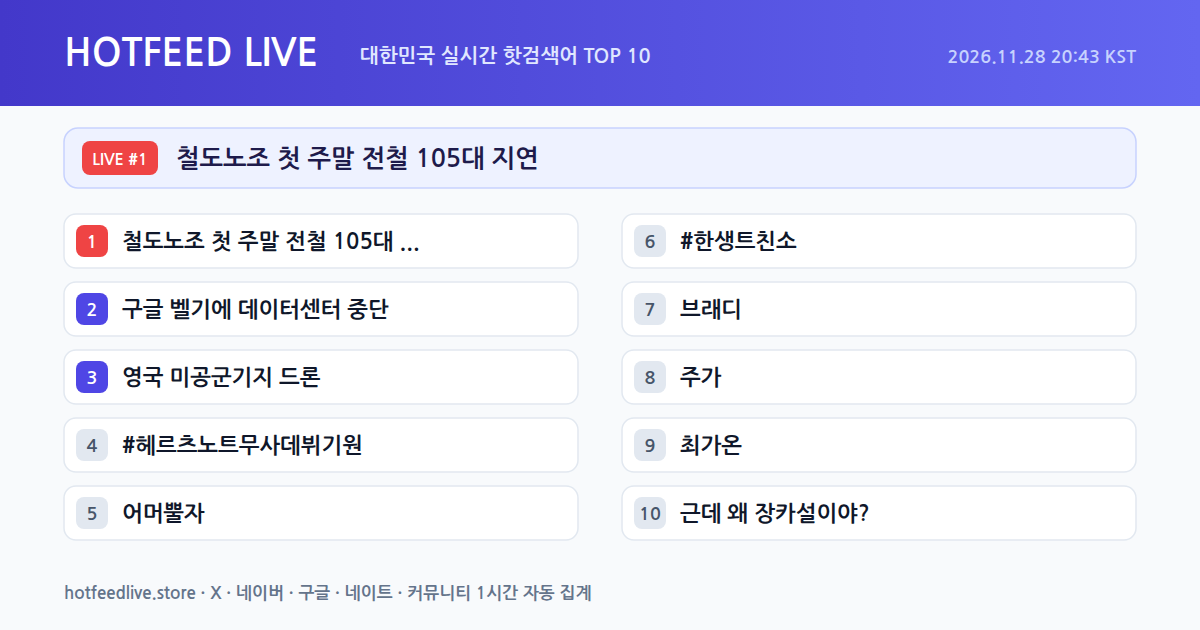 HOTFEED LIVE
대한민국 실시간 핫검색어 TOP 10
2026.11.28 20:43 KST
LIVE #1 철도노조 첫 주말 전철 105대 지연
1 철도노조 첫 주말 전철 105대 ...
2 구글 벨기에 데이터센터 중단
3 영국 미공군기지 드론
4 #헤르츠노트무사데뷔기원
5 어머뿔자
6 #한생트친소
7 브래디
8 주가
9 최가온
10 근데 왜 장카설이야?
hotfeedlive.store · X · 네이버 · 구글 · 네이트 · 커뮤니티 1시간 자동 집계